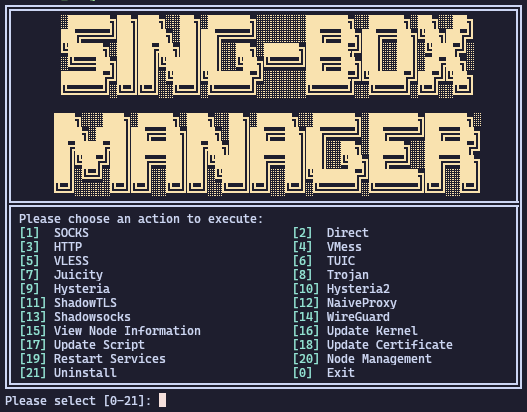 SING-BOX
MANAGER
Please choose an action to execute:
[1] SOCKS [2] Direct
[3] HTTP [4] VMess
[5] VLESS [6] TUIC
[7] Juicity [8] Trojan
[9] Hysteria [10] Hysteria2
[11] ShadowTLS [12] NaiveProxy
[13] Shadowsocks [14] WireGuard
[15] View Node Information [16] Update Kernel
[17] Update Script [18] Update Certificate
[19] Restart Services [20] Node Management
[21] Uninstall [0] Exit
Please select [0-21]: